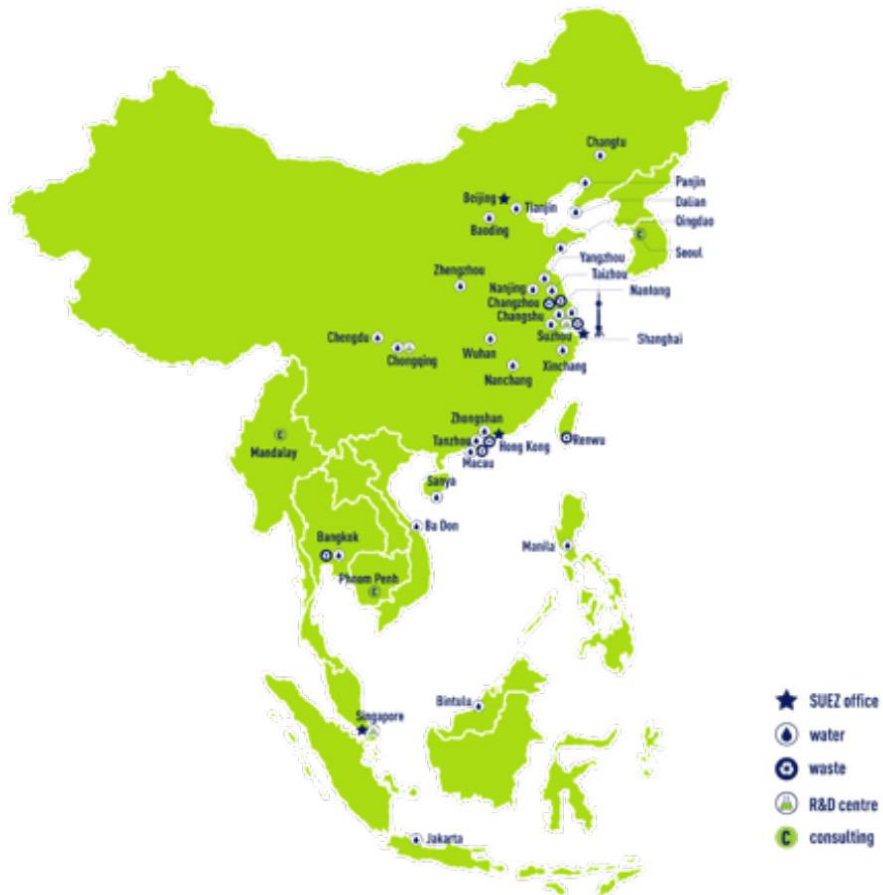 Changtu
Panjin
Beijing
Tianjin
Dalian
Baoding
Qingdao
Seoul
Yangzhou
Zhengzhou
Taizhou
Nanjing
Nantong
Changzhou
Changshu
Chengdu
Suzhou
Shanghai
Chongqing
Wuhan
Xinchang
Nanchang
Zhongshan
Tanzhou
Hong Kong
Renwu
Mandalay
Macau
Sanya
Ba Don
Bangkok
Manila
Phnom Penh
C
C
C
Bintulu
Singapore
Jakarta
SUEZ office
water
waste
R&D centre
C consulting